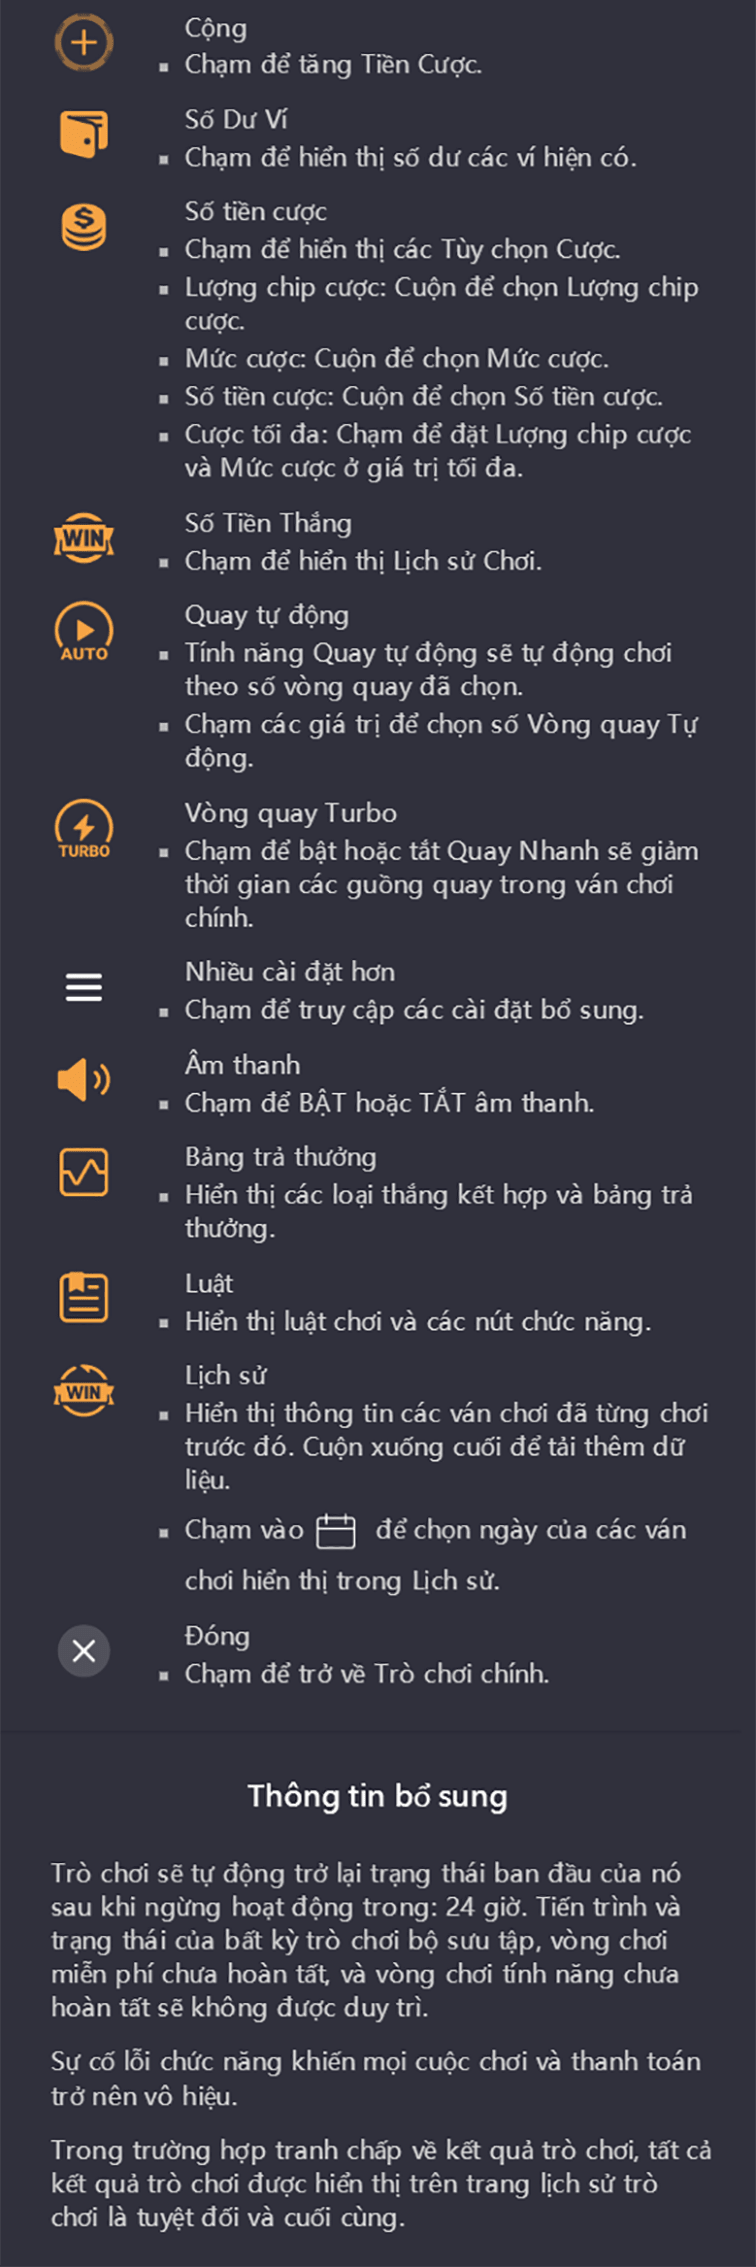 Cộng
▪ Chạm để tăng Tiền Cược.
Số Dư Ví
▪ Chạm để hiển thị số dư các ví hiện có.
Số tiền cược
▪ Chạm để hiển thị các Tùy chọn Cược.
▪ Lượng chip cược: Cuộn để chọn Lượng chip
cược.
▪ Mức cược: Cuộn để chọn Mức cược.
▪ Số tiền cược: Cuộn để chọn Số tiền cược.
▪ Cược tối đa: Chạm để đặt Lượng chip cược
và Mức cược ở giá trị tối đa.
WIN
Số Tiền Thắng
▪ Chạm để hiển thị Lịch sử Chơi.
Quay tự động
AUTO
▪ Tính năng Quay tự động sẽ tự động chơi
theo số vòng quay đã chọn.
▪ Chạm các giá trị để chọn số Vòng quay Tự
động.
Vòng quay Turbo
TURBO
▪ Chạm để bật hoặc tắt Quay Nhanh sẽ giảm
thời gian các guồng quay trong ván chơi
chính.
Nhiều cài đặt hơn
▪ Chạm để truy cập các cài đặt bổ sung.
Âm thanh
▪ Chạm để BẬT hoặc TẮT âm thanh.
Bảng trả thưởng
▪ Hiển thị các loại thắng kết hợp và bảng trả
thưởng.
Luật
▪ Hiển thị luật chơi và các nút chức năng.
Lịch sử
WIN
▪ Hiển thị thông tin các ván chơi đã từng chơi
trước đó. Cuộn xuống cuối để tải thêm dữ
liệu.
▪ Chạm vào để chọn ngày của các ván
chơi hiển thị trong Lịch sử.
Đóng
▪ Chạm để trở về Trò chơi chính.
Thông tin bổ sung
Trò chơi sẽ tự động trở lại trạng thái ban đầu của nó
sau khi ngừng hoạt động trong: 24 giờ. Tiến trình và
trạng thái của bất kỳ trò chơi bộ sưu tập, vòng chơi
miễn phí chưa hoàn tất, và vòng chơi tính năng chưa
hoàn tất sẽ không được duy trì.
Sự cố lỗi chức năng khiến mọi cuộc chơi và thanh toán
trở nên vô hiệu.
Trong trường hợp tranh chấp về kết quả trò chơi, tất cả
kết quả trò chơi được hiển thị trên trang lịch sử trò
chơi là tuyệt đối và cuối cùng.